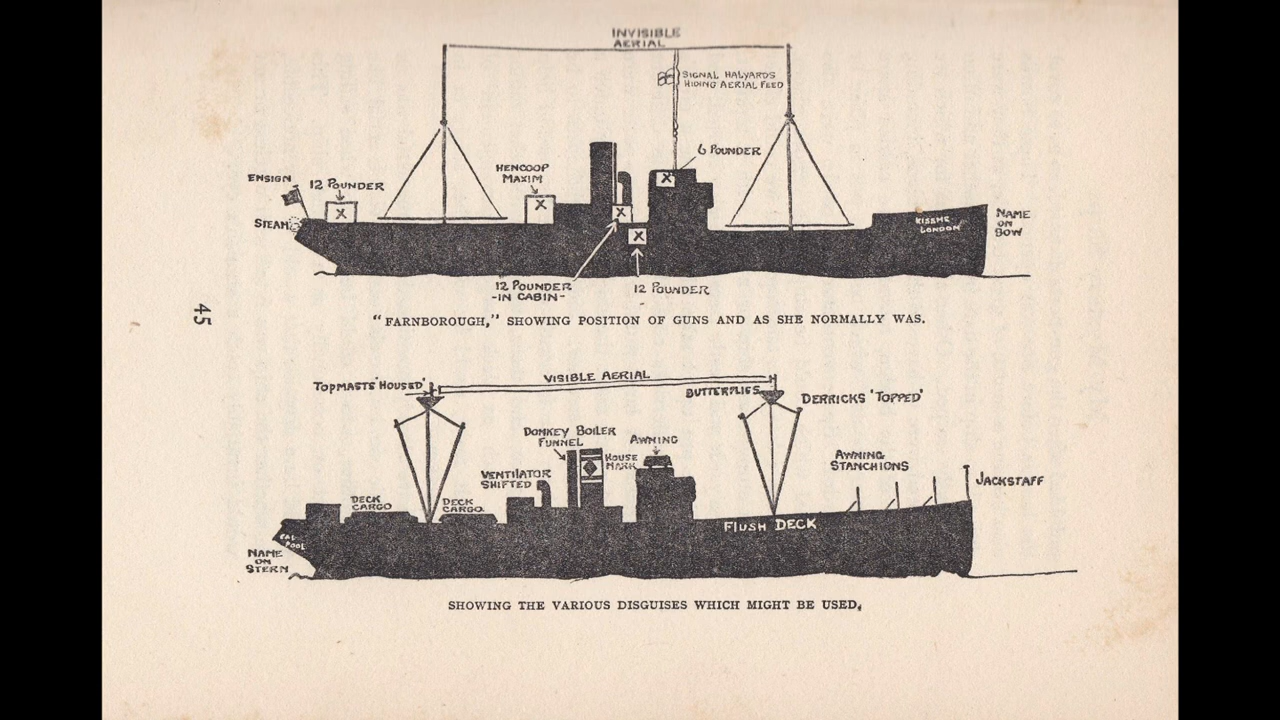 INVISIBLE
AERIAL
SIGNAL HALYARDS
HIDING AERIAL FEED
6 POUNDER
HENCOOP
MAXIM
ENSIGN
12 POUNDER
STEAM
KISSME
LONDON
NAME
ON
BOW
12 POUNDER
-IN CABIN-
12 POUNDER
45
"FARNBOROUGH," SHOWING POSITION OF GUNS AND AS SHE NORMALLY WAS.
VISIBLE AERIAL
TOPMASTS 'HOUSED'
BUTTERFLIES
DERRICKS 'TOPPED'
DONKEY BOILER
FUNNEL
AWNING
HOUSE
MARK
VENTILATOR
SHIFTED
AWNING
STANCHIONS
JACKSTAFF
DECK
CARGO
DECK
CARGO.
FLUSH DECK
POOL
NAME
ON
STERN
SHOWING THE VARIOUS DISGUISES WHICH MIGHT BE USED.